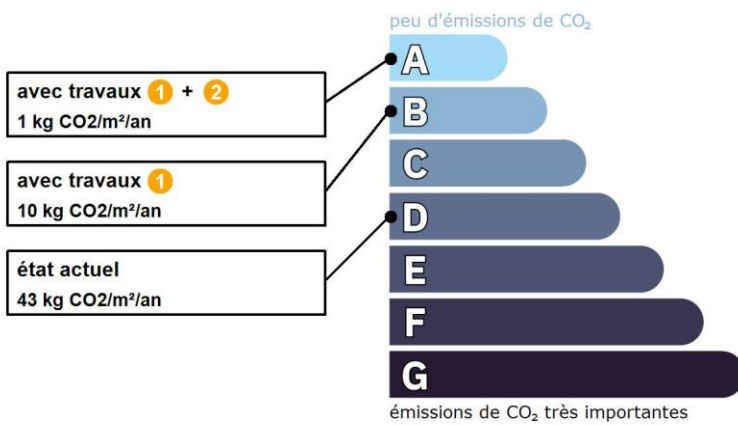 peu d'émissions de CO₂
A
avec travaux 1 + 2
1 kg CO2/m²/an
B
avec travaux 1
10 kg CO2/m²/an
C
D
état actuel
43 kg CO2/m²/an
E
F
G
émissions de CO₂ très importantes